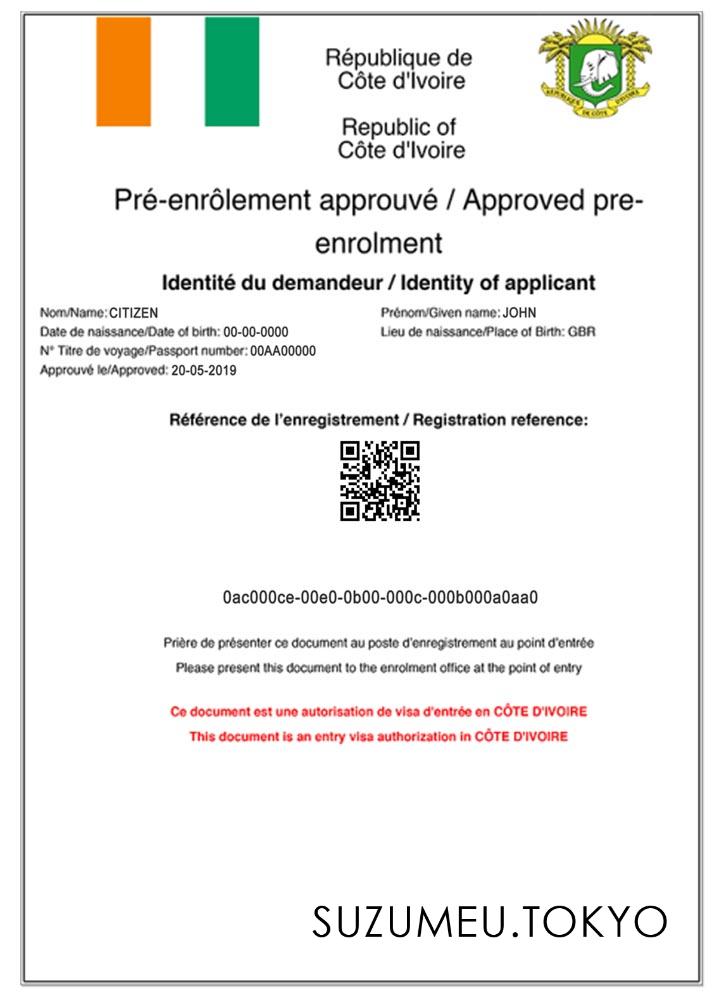 République de
Côte d'Ivoire
Republic of
Côte d'Ivoire
Pré-enrôlement approuvé / Approved pre-
enrolment
Identité du demandeur / Identity of applicant
Nom/Name: CITIZEN Prénom/Given name: JOHN
Date de naissance/Date of birth: 00-00-0000 Lieu de naissance/Place of Birth: GBR
N° Titre de voyage/Passport number: 00AA00000
Approuvé le/Approved: 20-05-2019
Référence de l'enregistrement / Registration reference:
0ac000ce-00e0-0b00-000c-000b000a0aa0
Prière de présenter ce document au poste d'enregistrement au point d'entrée
Please present this document to the enrolment office at the point of entry
Ce document est une autorisation de visa d'entrée en CÔTE D'IVOIRE
This document is an entry visa authorization in CÔTE D'IVOIRE
SUZUMEU.TOKYO